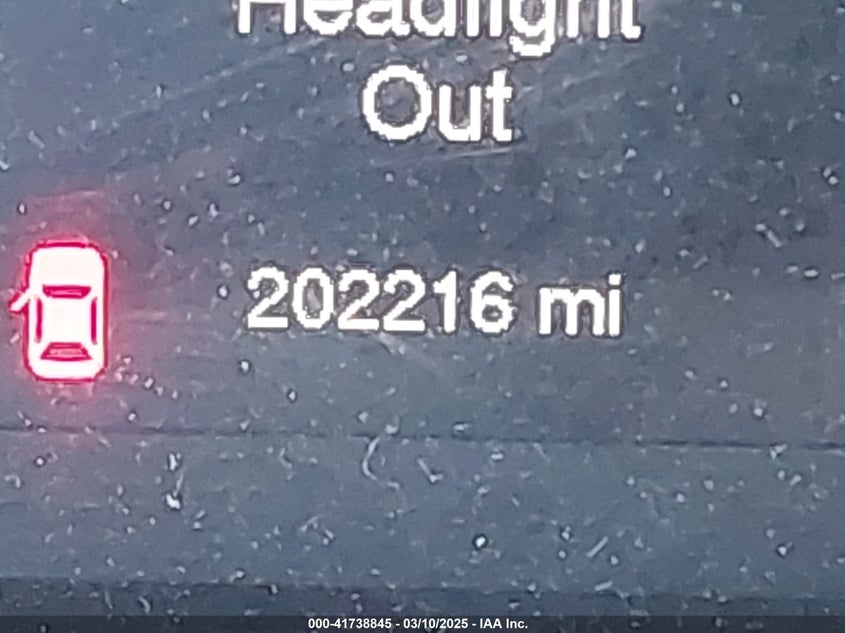 Headlight
Out
202216 mi
000-41738845 - 03/10/2025 - IAA Inc.